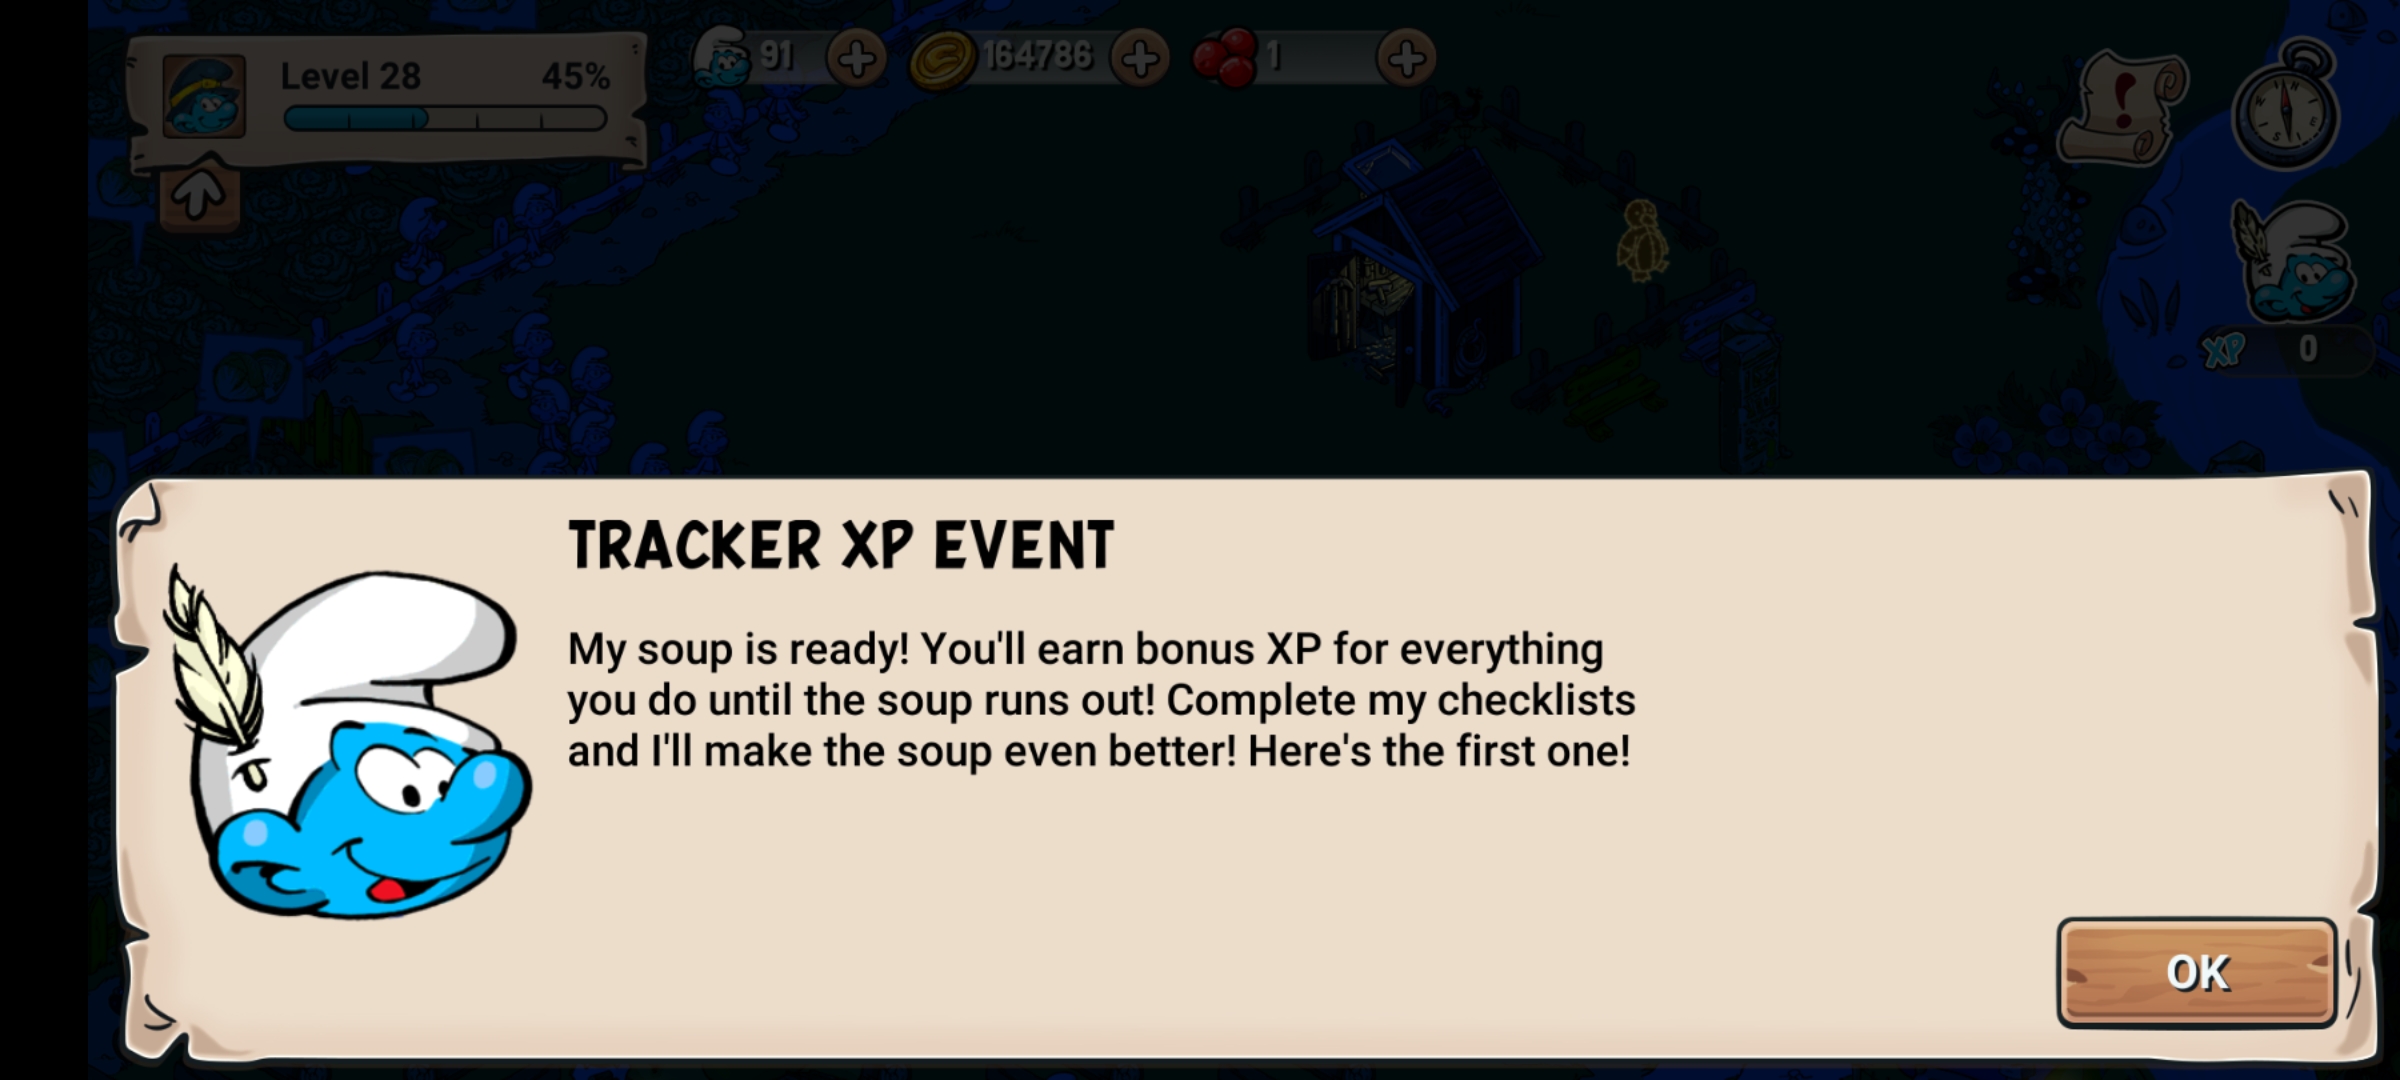 Level 28 45%
91
164786
1
XP 0
TRACKER XP EVENT
My soup is ready! You'll earn bonus XP for everything
you do until the soup runs out! Complete my checklists
and I'll make the soup even better! Here's the first one!
OK